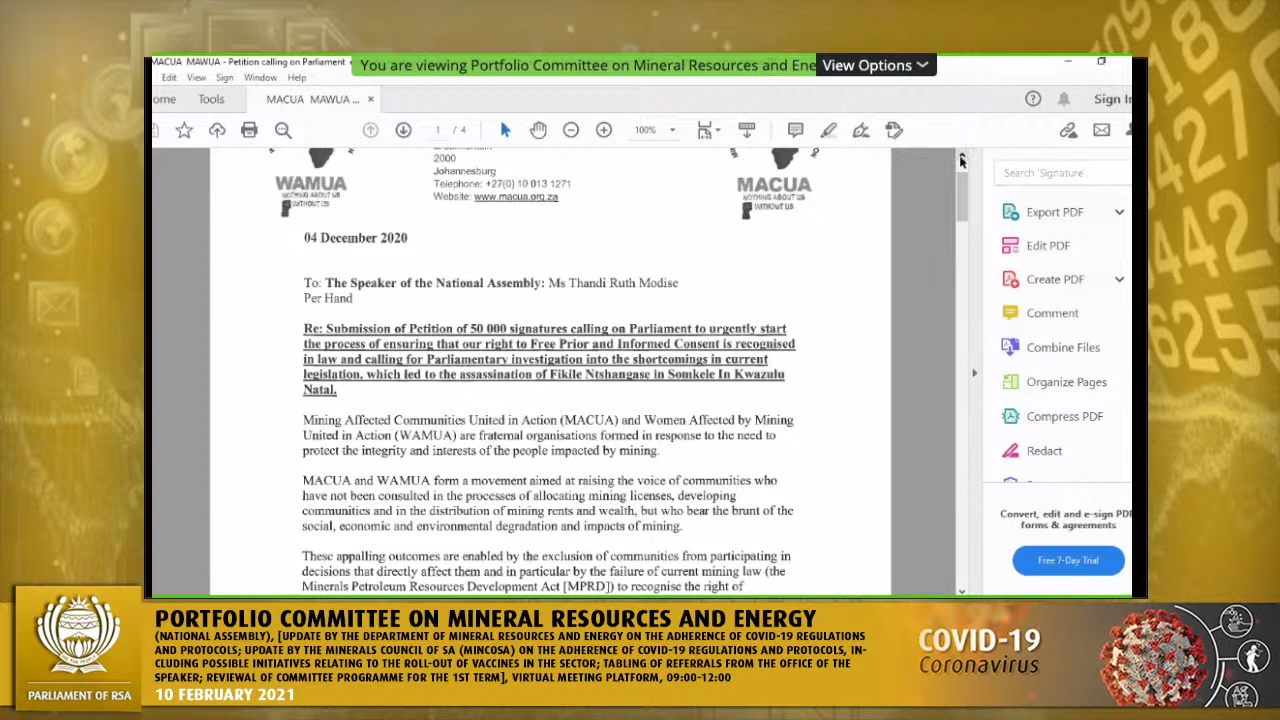 MACUA MAWUA - Petition calling on Parliament
You are viewing Portfolio Committee on Mineral Resources and Ene
View Options
Edit View Sign Window Help
ome
Tools
MACUA MAWUA ... ×
Sign In
1 / 4
100%
WAMUA
NOTHING ABOUT US
WITHOUT US
2000
Johannesburg
Telephone: +27(0) 10 013 1271
Website: www.macua.org.za
MACUA
NOTHING ABOUT US
WITHOUT US
04 December 2020
To: The Speaker of the National Assembly: Ms Thandi Ruth Modise
Per Hand
Re: Submission of Petition of 50 000 signatures calling on Parliament to urgently start
the process of ensuring that our right to Free Prior and Informed Consent is recognised
in law and calling for Parliamentary investigation into the shortcomings in current
legislation, which led to the assassination of Fikile Ntshangase in Somkele In Kwazulu
Natal.
Mining Affected Communities United in Action (MACUA) and Women Affected by Mining
United in Action (WAMUA) are fraternal organisations formed in response to the need to
protect the integrity and interests of the people impacted by mining.
MACUA and WAMUA form a movement aimed at raising the voice of communities who
have not been consulted in the processes of allocating mining licenses, developing
communities and in the distribution of mining rents and wealth, but who bear the brunt of the
social, economic and environmental degradation and impacts of mining.
These appalling outcomes are enabled by the exclusion of communities from participating in
decisions that directly affect them and in particular by the failure of current mining law (the
Minerals Petroleum Resources Development Act [MPRD]) to recognise the right of
Search 'Signature'
Export PDF
Edit PDF
Create PDF
Comment
Combine Files
Organize Pages
Compress PDF
Redact
Convert, edit and e-sign PDF
forms & agreements
Free 7-Day Trial
PARLIAMENT OF RSA
PORTFOLIO COMMITTEE ON MINERAL RESOURCES AND ENERGY
(NATIONAL ASSEMBLY), [UPDATE BY THE DEPARTMENT OF MINERAL RESOURCES AND ENERGY ON THE ADHERENCE OF COVID-19 REGULATIONS
AND PROTOCOLS; UPDATE BY THE MINERALS COUNCIL OF SA (MINCOSA) ON THE ADHERENCE OF COVID-19 REGULATIONS AND PROTOCOLS, IN-
CLUDING POSSIBLE INITIATIVES RELATING TO THE ROLL-OUT OF VACCINES IN THE SECTOR; TABLING OF REFERRALS FROM THE OFFICE OF THE
SPEAKER; REVIEWAL OF COMMITTEE PROGRAMME FOR THE 1ST TERM], VIRTUAL MEETING PLATFORM, 09:00-12:00
10 FEBRUARY 2021
COVID-19
Coronavirus